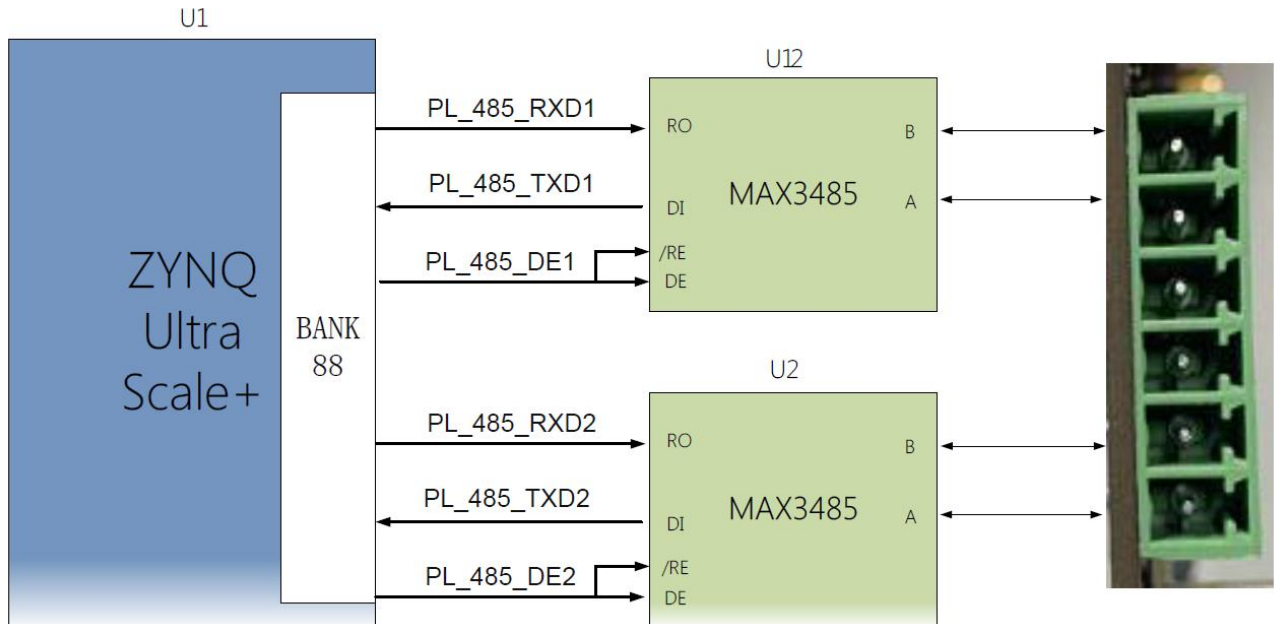 U1
U12
PL_485_RXD1
RO
B
PL_485_TXD1
DI
MAX3485
A
/RE
PL_485_DE1
DE
ZYNQ
Ultra
Scale+
BANK
88
U2
PL_485_RXD2
RO
B
PL_485_TXD2
DI
MAX3485
A
/RE
PL_485_DE2
DE